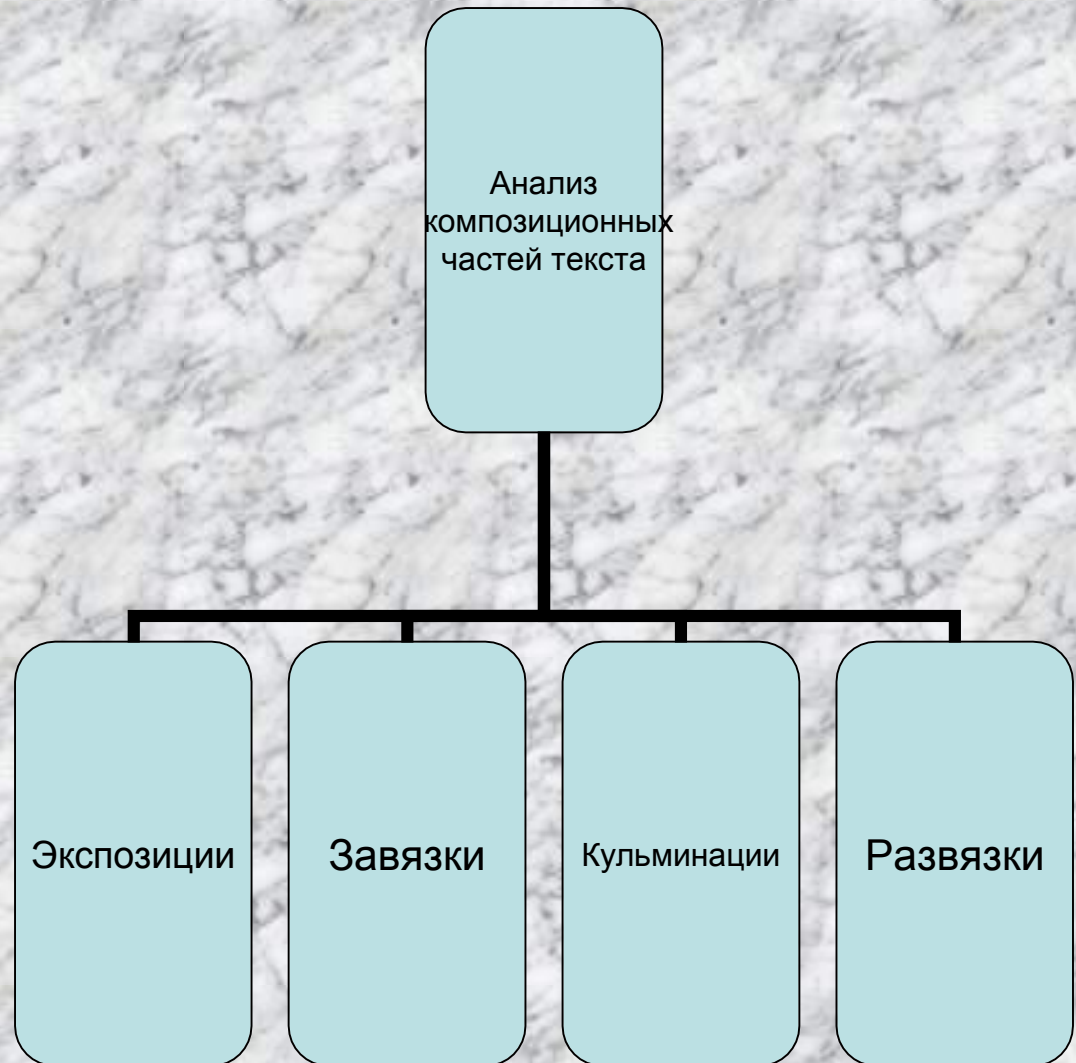 Анализ
композиционных
частей текста
Экспозиции
Завязки
Кульминации
Развязки